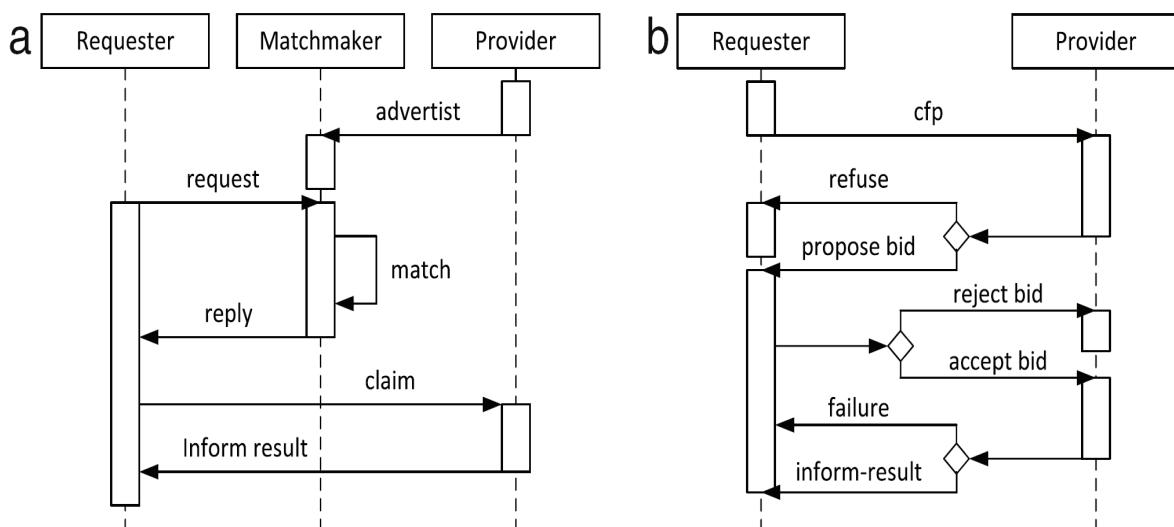 a
Requester
Matchmaker
Provider
advertist
request
match
reply
claim
Inform result
b
Requester
Provider
cfp
refuse
propose bid
reject bid
accept bid
failure
inform-result